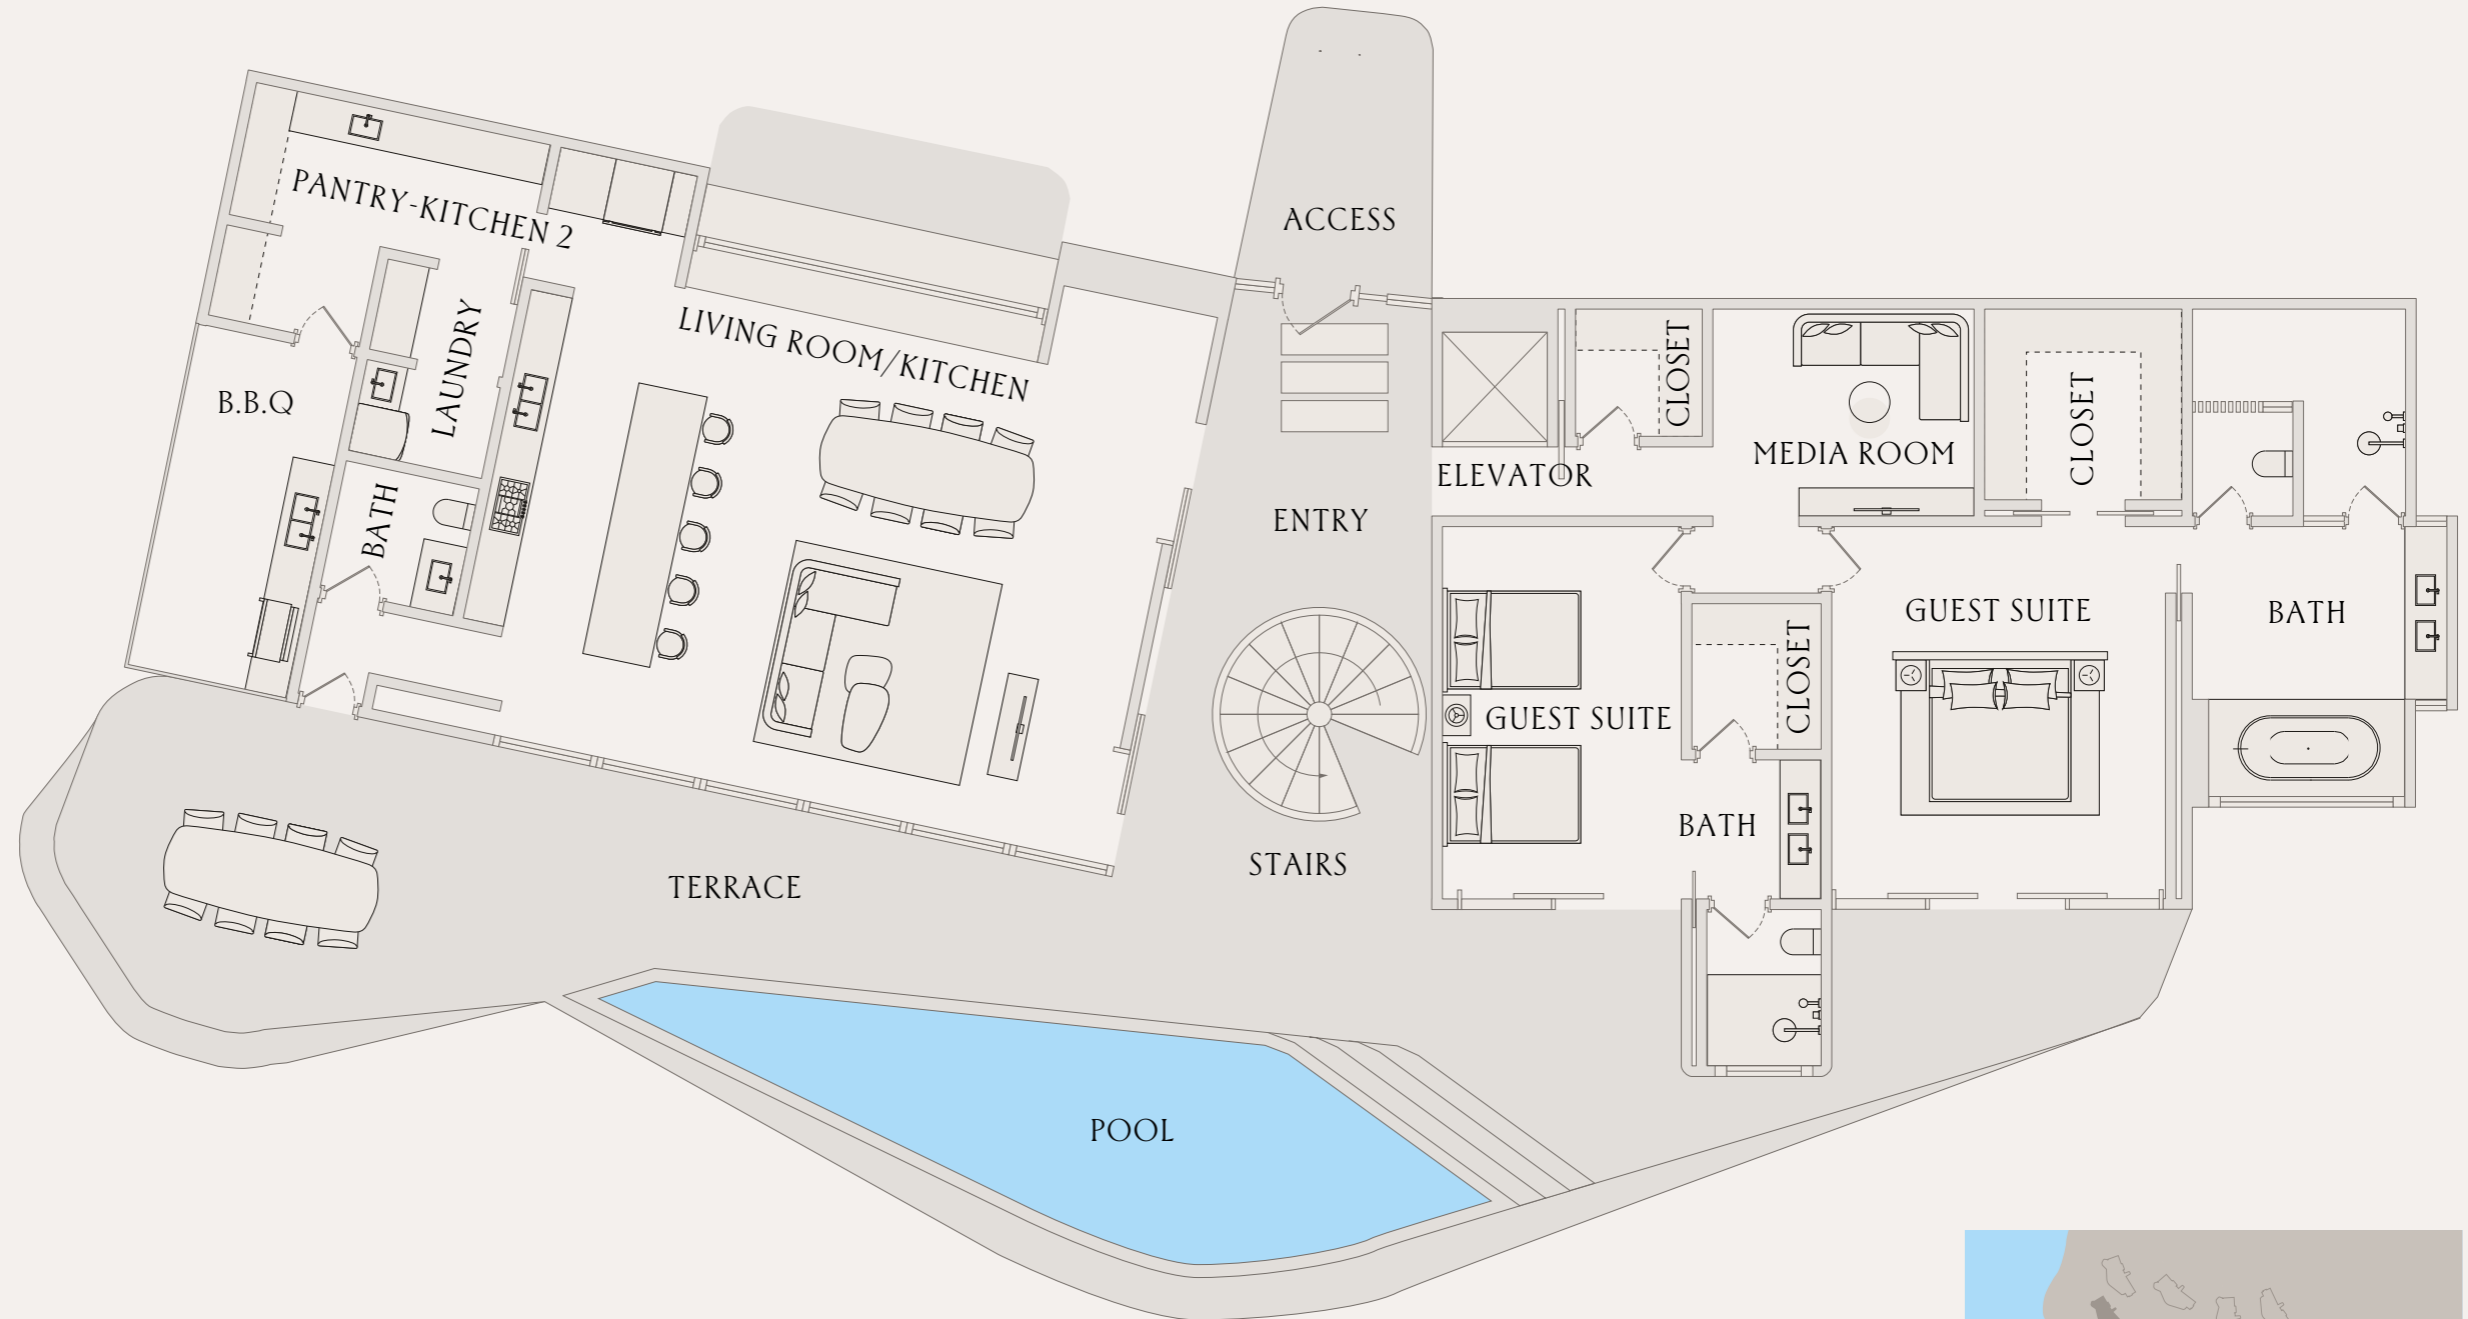 ACCESS
PANTRY-KITCHEN 2
LIVING ROOM/KITCHEN
LAUNDRY
B.B.Q
BATH
CLOSET
MEDIA ROOM
CLOSET
ELEVATOR
ENTRY
GUEST SUITE
BATH
CLOSET
GUEST SUITE
BATH
STAIRS
TERRACE
POOL